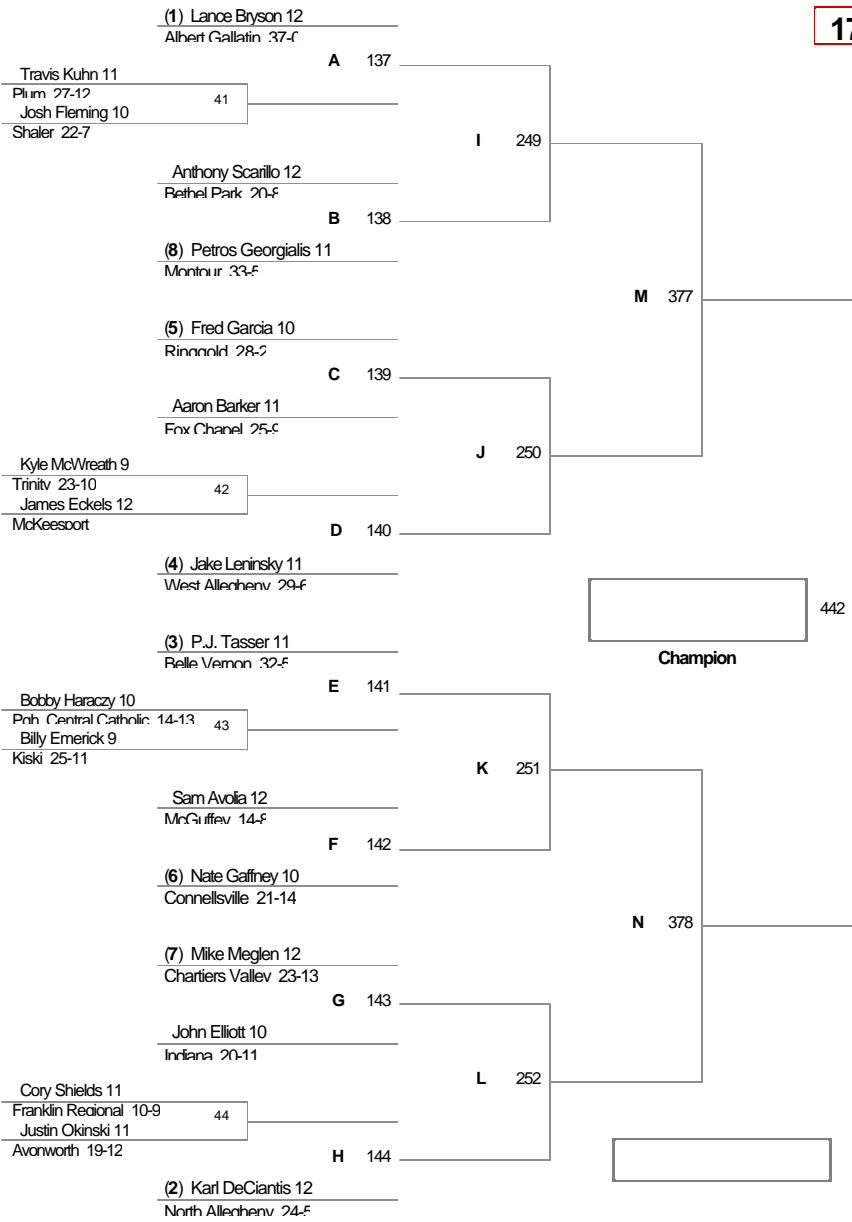 (1) Lance Bryson 12
Albert Gallatin 37-0
17
A 137
Travis Kuhn 11
Plum 27-12
41
Josh Fleming 10
Shaler 22-7
I 249
Anthony Scarillo 12
Bethel Park 20-8
B 138
(8) Petros Georgialis 11
Montour 33-5
M 377
(5) Fred Garcia 10
Ringgold 28-2
C 139
Aaron Barker 11
Fox Chapel 25-9
J 250
Kyle McWreath 9
Trinity 23-10
42
James Eckels 12
McKeesport
D 140
(4) Jake Leninsky 11
West Allegheny 29-6
442
Champion
(3) P.J. Tasser 11
Belle Vernon 32-5
E 141
Bobby Haraczy 10
Pgh. Central Catholic 14-13
43
Billy Emerick 9
Kiski 25-11
K 251
Sam Avolia 12
McGuffey 14-8
F 142
(6) Nate Gaffney 10
Connellsville 21-14
N 378
(7) Mike Meglen 12
Chartiers Valley 23-13
G 143
John Elliott 10
Indiana 20-11
L 252
Cory Shields 11
Franklin Regional 10-9
44
Justin Okinski 11
Avonworth 19-12
H 144
(2) Karl DeCiantis 12
North Allegheny 24-5